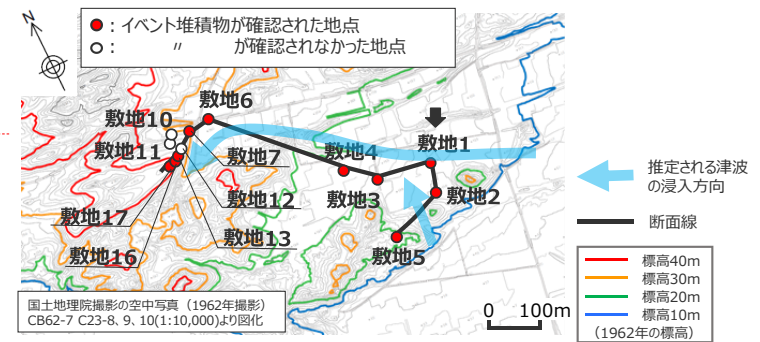 N
●：イベント堆積物が確認された地点
○：　　〃　　が確認されなかった地点
敷地6
敷地10
敷地11
敷地7
敷地4
敷地1
敷地12
敷地3
敷地2
敷地17
敷地13
敷地16
敷地5
推定される津波
の浸入方向
断面線
標高40m
標高30m
標高20m
標高10m
（1962年の標高）
国土地理院撮影の空中写真（1962年撮影）
CB62-7 C23-8、9、10(1:10,000)より図化
0 100m